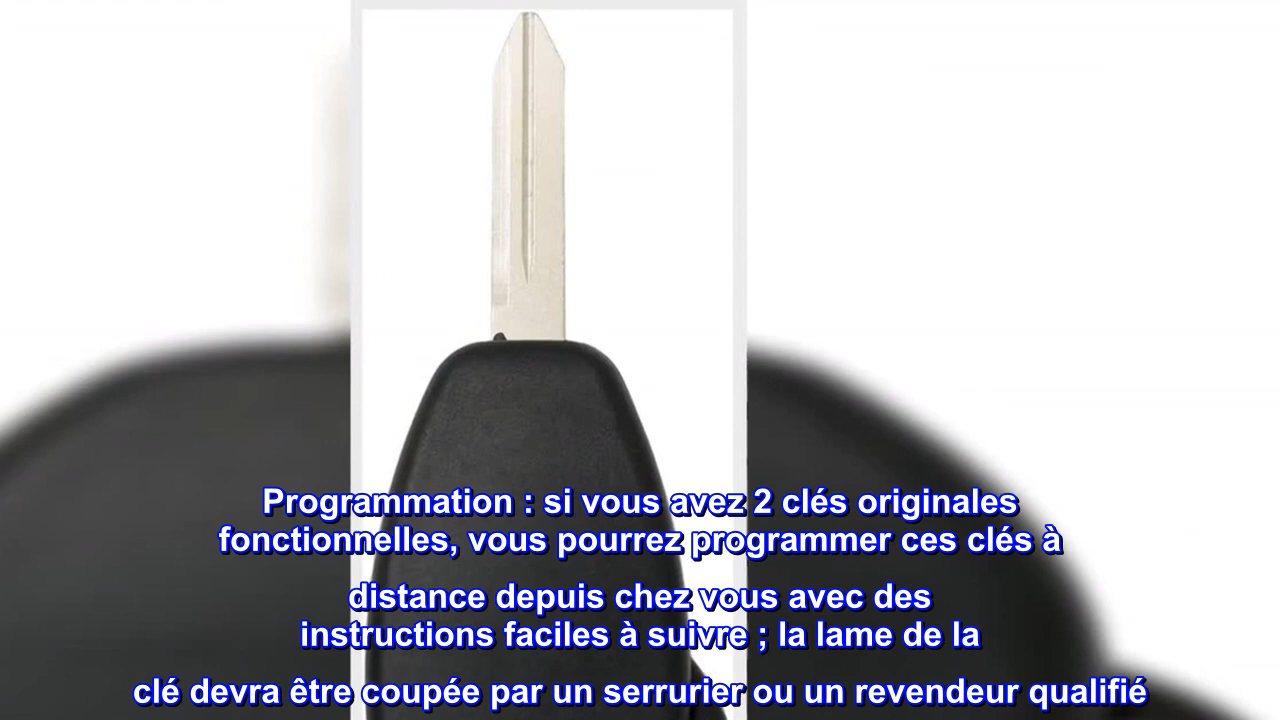 Programmation : si vous avez 2 clés originales
fonctionnelles, vous pourrez programmer ces clés à
distance depuis chez vous avec des
instructions faciles à suivre ; la lame de la
clé devra être coupée par un serrurier ou un revendeur qualifié